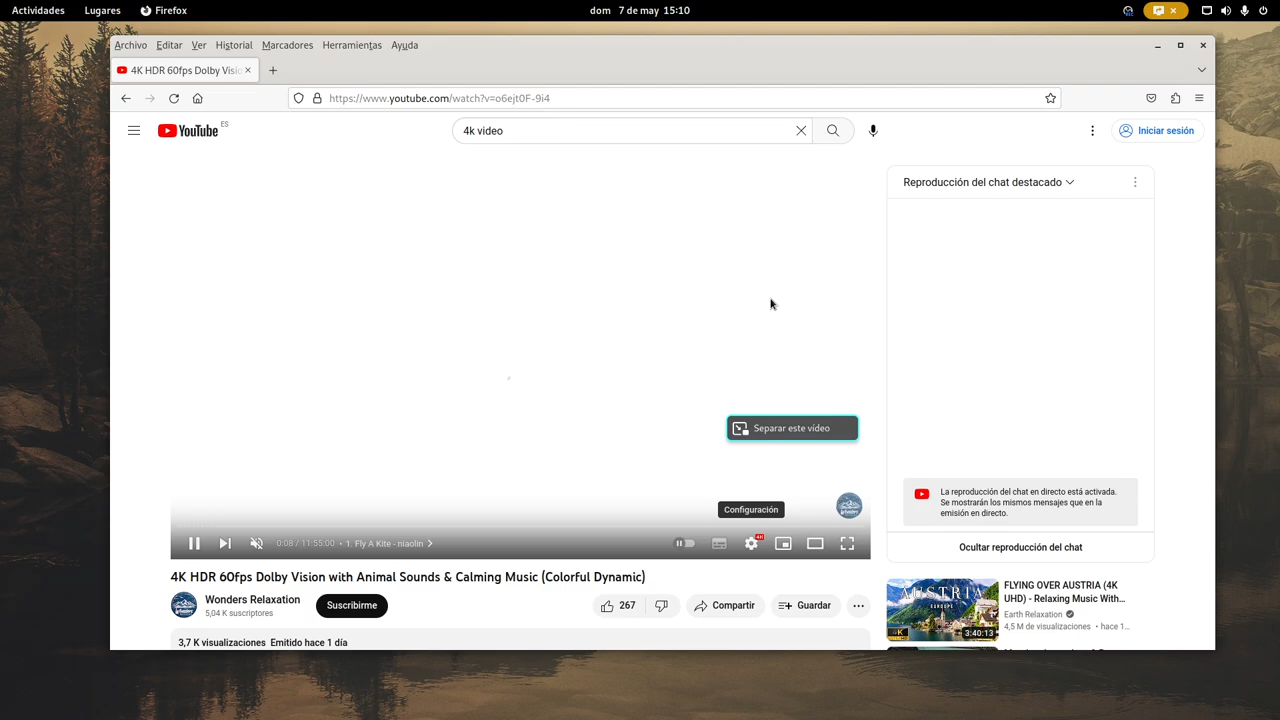 Actividades Lugares Firefox dom 7 de may 15:10
Archivo Editar Ver Historial Marcadores Herramientas Ayuda
4K HDR 60fps Dolby Visio
https://www.youtube.com/watch?v=o6ejt0F-9i4
YouTube ES 4k video Iniciar sesión
Reproducción del chat destacado
Separar este vídeo
La reproducción del chat en directo está activada.
Se mostrarán los mismos mensajes que en la
emisión en directo.
Configuración
0:08 / 11:55:00 • 1. Fly A Kite - niaolin
Ocultar reproducción del chat
4K HDR 60fps Dolby Vision with Animal Sounds & Calming Music (Colorful Dynamic)
Wonders Relaxation
5,04 K suscriptores
Suscribirme
267
Compartir
Guardar
3,7 K visualizaciones Emitido hace 1 día
AUSTRIA
3:40:13
FLYING OVER AUSTRIA (4K
UHD) - Relaxing Music With…
Earth Relaxation
4,5 M de visualizaciones • hace 1…